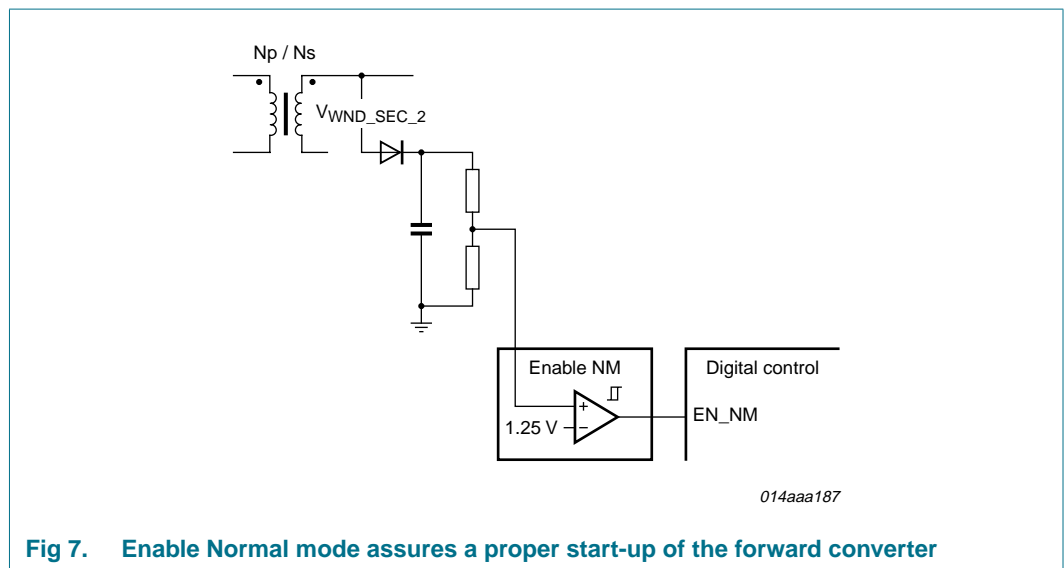 Np / Ns
VWND_SEC_2
Enable NM
Digital control
+
1.25 V
−
EN_NM
014aaa187
Fig 7. Enable Normal mode assures a proper start-up of the forward converter